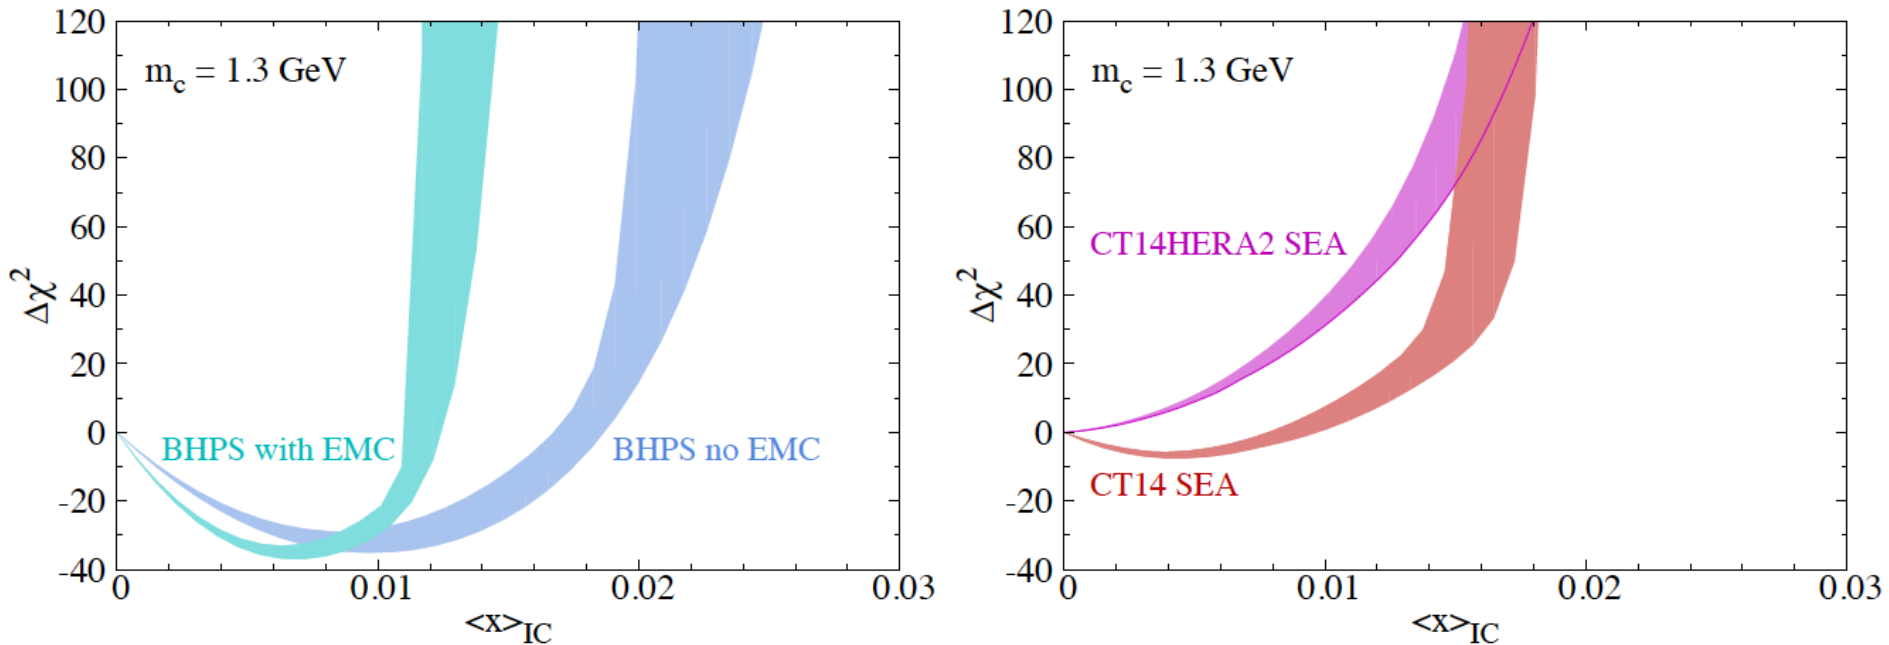 120
100
80
60
40
20
0
-20
-40
Δχ²
m_c = 1.3 GeV
BHPS with EMC
BHPS no EMC
0 0.01 0.02 0.03
<x>_IC
120
100
80
60
40
20
0
-20
-40
Δχ²
m_c = 1.3 GeV
CT14HERA2 SEA
CT14 SEA
0 0.01 0.02 0.03
<x>_IC